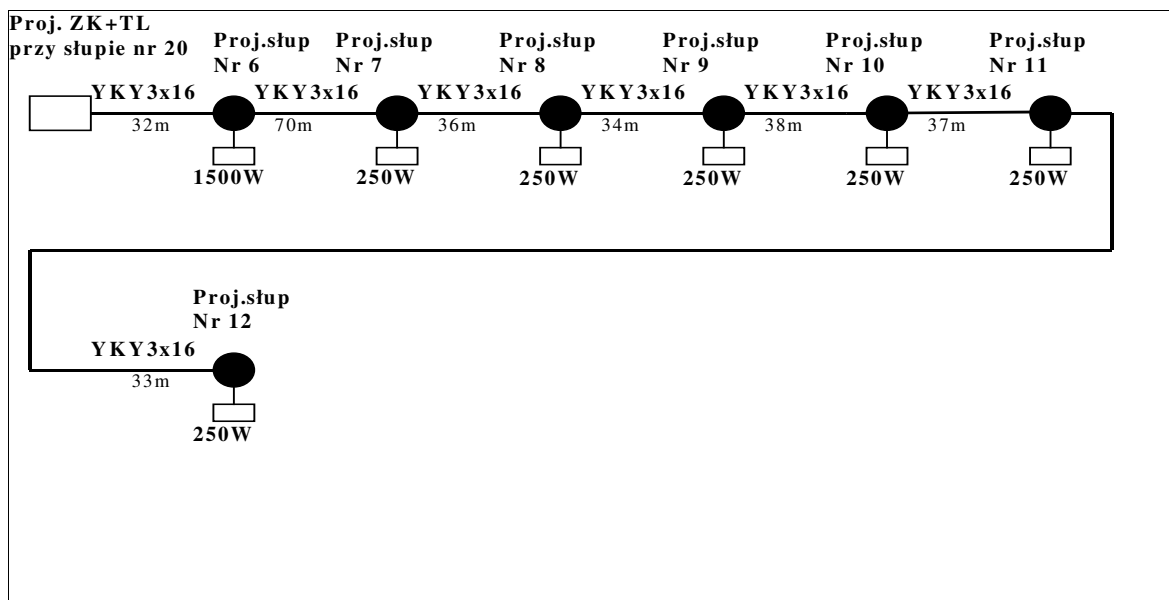 Proj. ZK+TL
przy słupie nr 20
Proj.słup
Nr 6
Proj.słup
Nr 7
Proj.słup
Nr 8
Proj.słup
Nr 9
Proj.słup
Nr 10
Proj.słup
Nr 11
YKY3x16
YKY3x16
YKY3x16
YKY3x16
YKY3x16
YKY3x16
32m
70m
36m
34m
38m
37m
1500W
250W
250W
250W
250W
250W
Proj.słup
Nr 12
YKY3x16
33m
250W